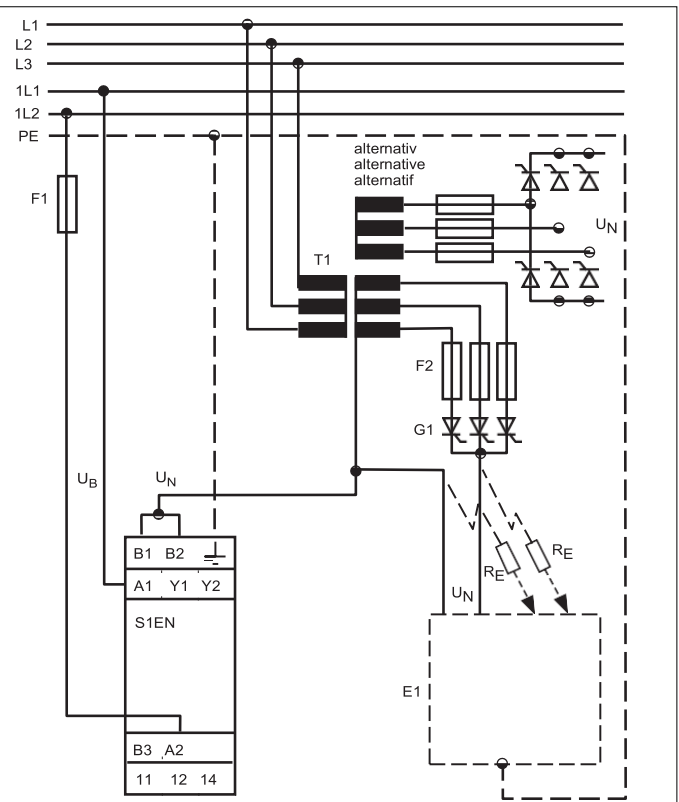 L1
L2
L3
1L1
1L2
PE
alternativ
alternative
alternatif
F1
UN
T1
F2
G1
UB
UN
B1 B2
RE
RE
A1 Y1 Y2
UN
S1EN
E1
B3 A2
11 12 14